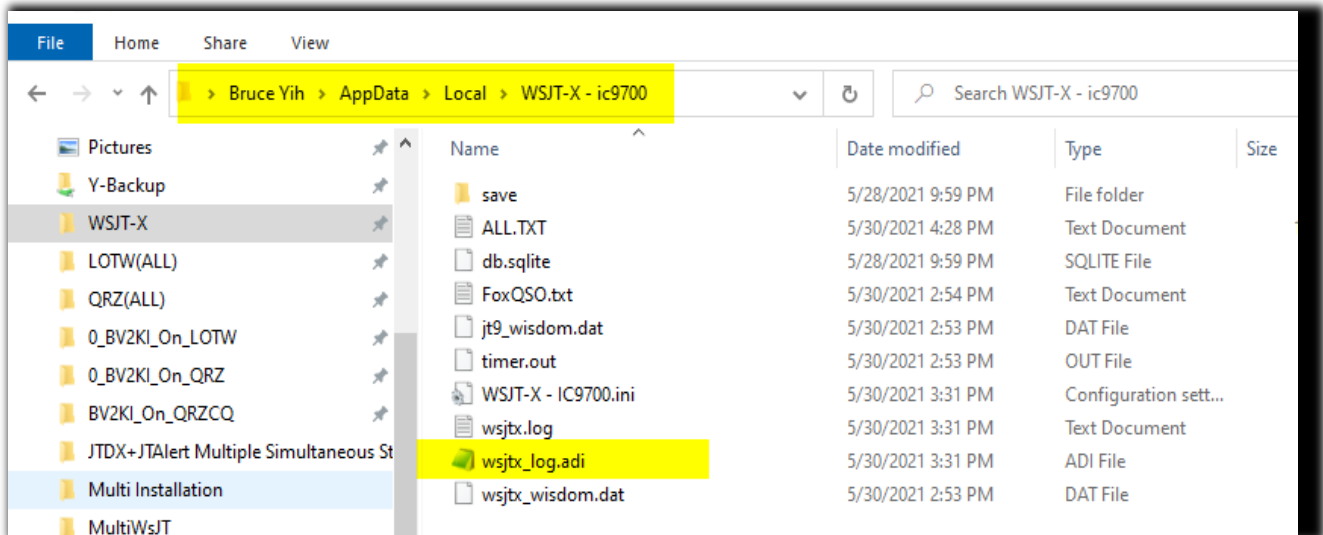 File Home Share View
Bruce Yih > AppData > Local > WSJT-X - ic9700 Search WSJT-X - ic9700
Pictures
Y-Backup
WSJT-X
LOTW(ALL)
QRZ(ALL)
0_BV2KI_On_LOTW
0_BV2KI_On_QRZ
BV2KI_On_QRZCQ
JTDX+JTAlert Multiple Simultaneous St
Multi Installation
MultiWsJT
Name Date modified Type Size
save 5/28/2021 9:59 PM File folder
ALL.TXT 5/30/2021 4:28 PM Text Document
db.sqlite 5/28/2021 9:59 PM SQLITE File
FoxQSO.txt 5/30/2021 2:54 PM Text Document
jt9_wisdom.dat 5/30/2021 2:53 PM DAT File
timer.out 5/30/2021 2:53 PM OUT File
WSJT-X - IC9700.ini 5/30/2021 3:31 PM Configuration sett...
wsjtx.log 5/30/2021 3:31 PM Text Document
wsjtx_log.adi 5/30/2021 3:31 PM ADI File
wsjtx_wisdom.dat 5/30/2021 2:53 PM DAT File